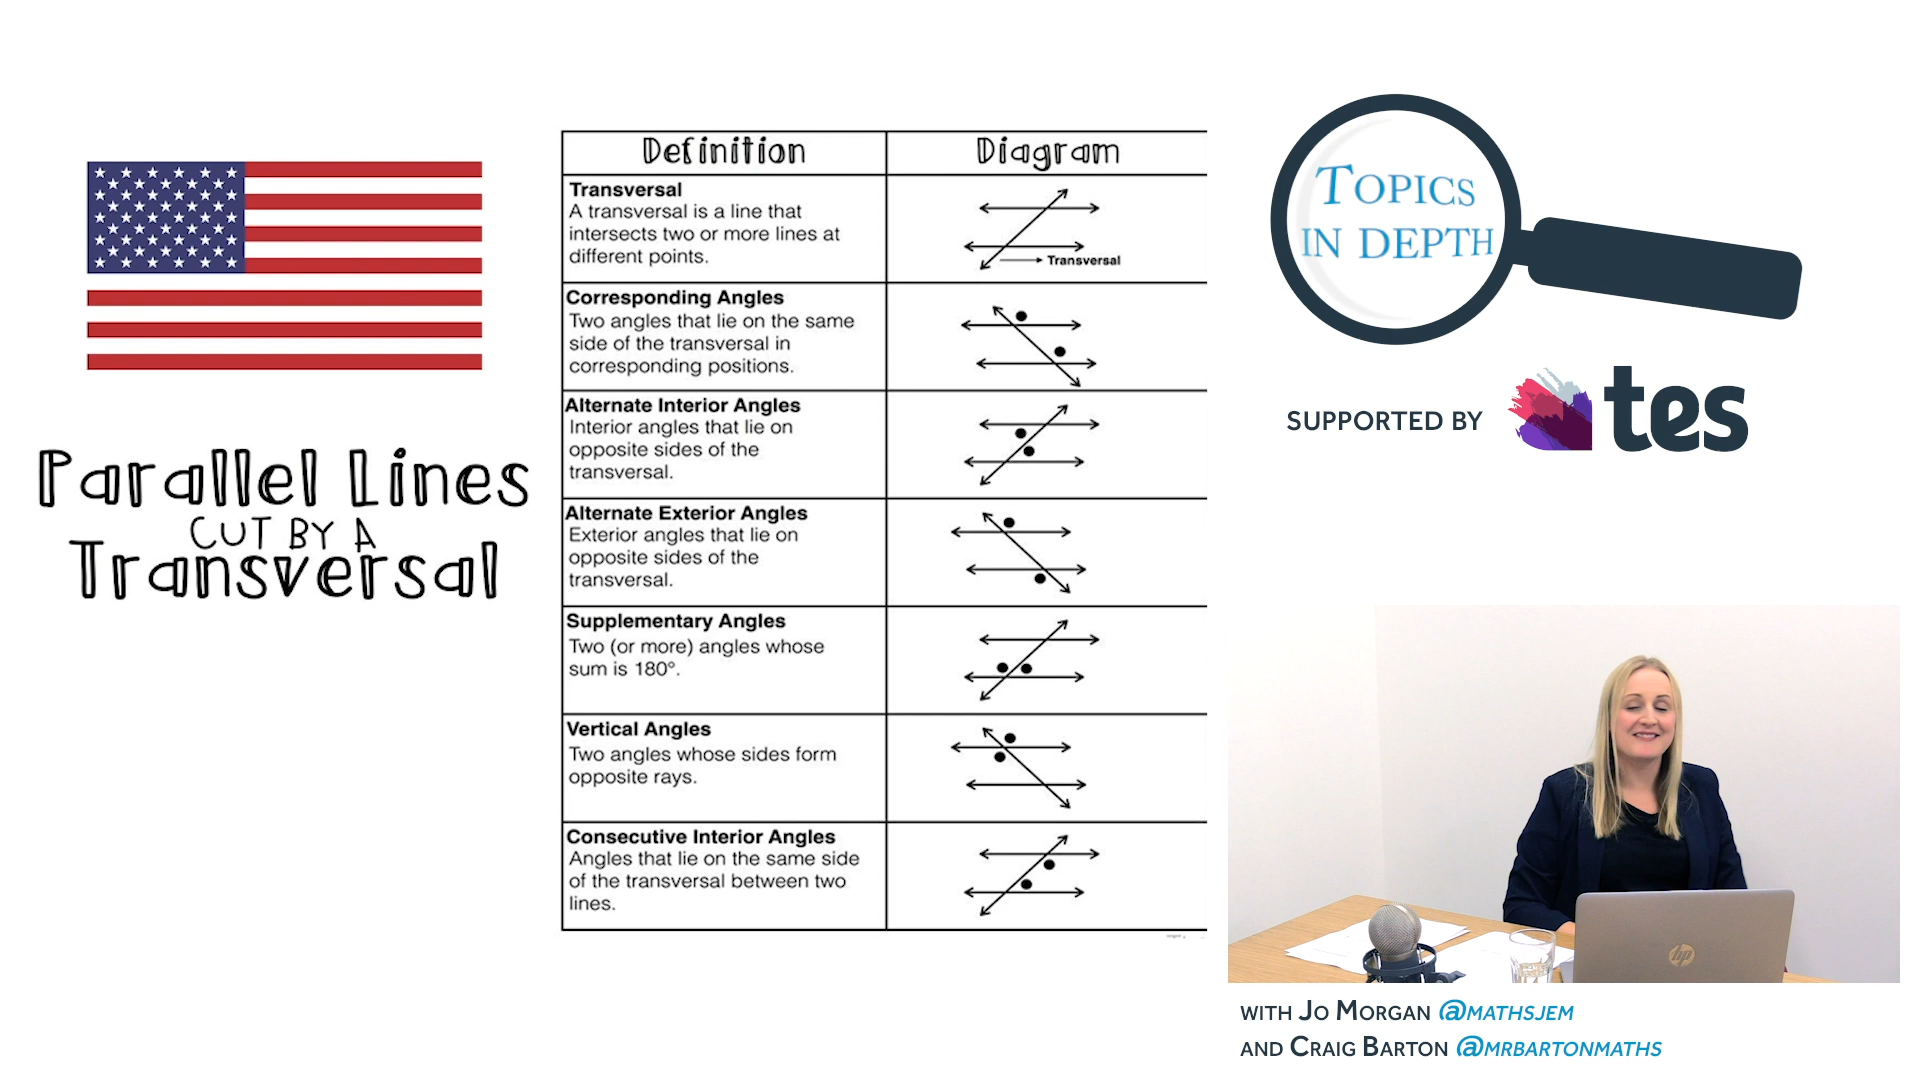 Parallel Lines
CUT BY A
Transversal
Definition
Diagram
Transversal
A transversal is a line that
intersects two or more lines at
different points.
Transversal
Corresponding Angles
Two angles that lie on the same
side of the transversal in
corresponding positions.
Alternate Interior Angles
Interior angles that lie on
opposite sides of the
transversal.
Alternate Exterior Angles
Exterior angles that lie on
opposite sides of the
transversal.
Supplementary Angles
Two (or more) angles whose
sum is 180°.
Vertical Angles
Two angles whose sides form
opposite rays.
Consecutive Interior Angles
Angles that lie on the same side
of the transversal between two
lines.
TOPICS
IN DEPTH
SUPPORTED BY tes
hp
WITH JO MORGAN @MATHSJEM
AND CRAIG BARTON @MRBARTONMATHS